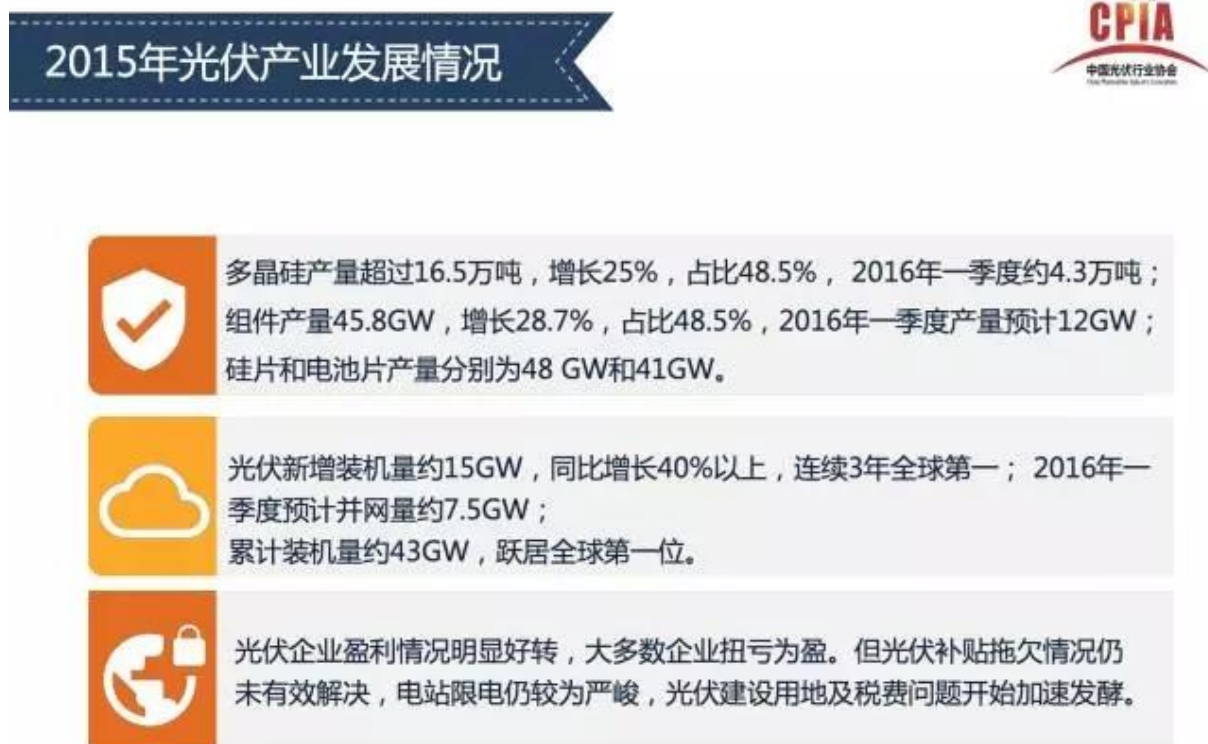 2015年光伏产业发展情况
CPIA
中国光伏行业协会
多晶硅产量超过16.5万吨，增长25%，占比48.5%， 2016年一季度约4.3万吨；
组件产量45.8GW，增长28.7%，占比48.5%，2016年一季度产量预计12GW；
硅片和电池片产量分别为48 GW和41GW。
光伏新增装机量约15GW，同比增长40%以上，连续3年全球第一； 2016年一
季度预计并网量约7.5GW；
累计装机量约43GW，跃居全球第一位。
光伏企业盈利情况明显好转，大多数企业扭亏为盈。但光伏补贴拖欠情况仍
未有效解决，电站限电仍较为严峻，光伏建设用地及税费问题开始加速发酵。